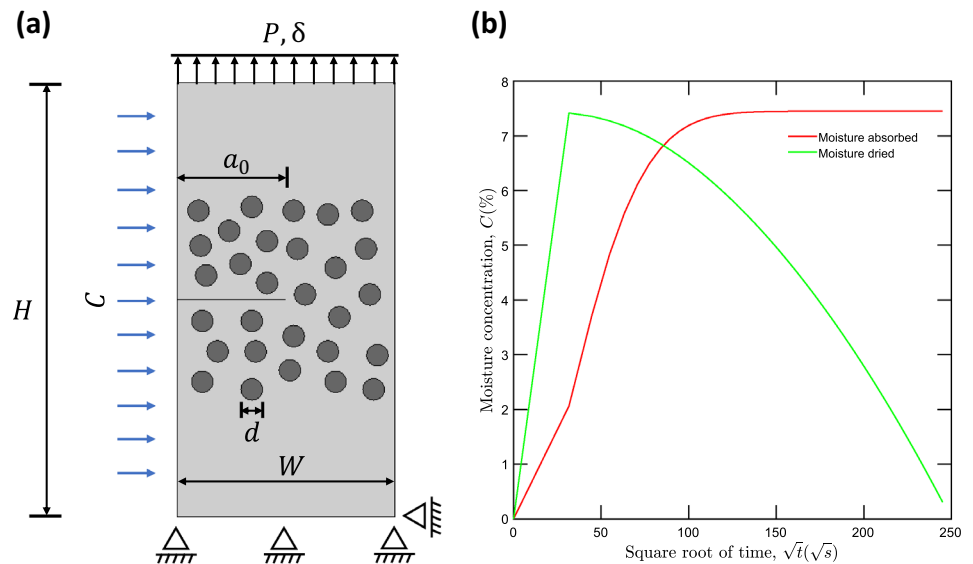 (a)
P, δ
a₀
H
C
d
W
(b)
8
7
6
5
4
3
2
1
0
0 50 100 150 200 250
Moisture concentration, C(%)
Square root of time, √t(√s)
Moisture absorbed
Moisture dried